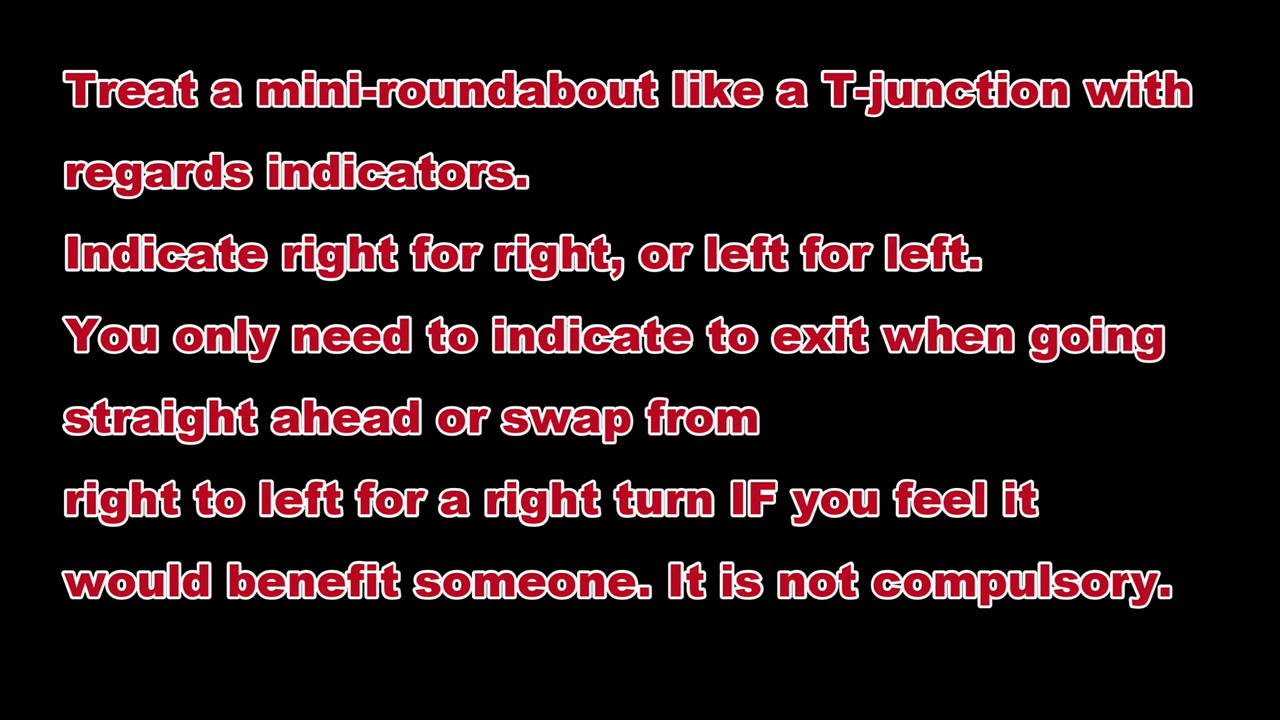 Treat a mini-roundabout like a T-junction with
regards indicators.
Indicate right for right, or left for left.
You only need to indicate to exit when going
straight ahead or swap from
right to left for a right turn IF you feel it
would benefit someone. It is not compulsory.